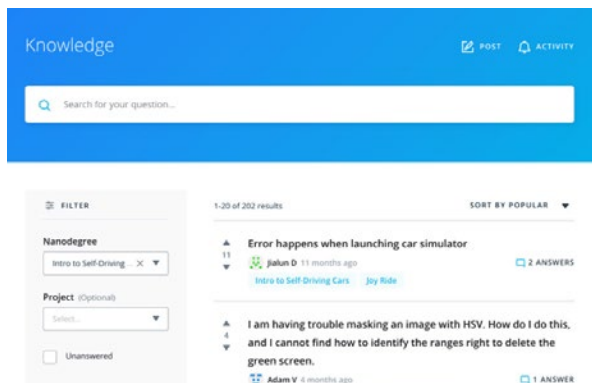 Knowledge
POST
ACTIVITY
Search for your question...
FILTER
Nanodegree
Intro to Self-Driving ...
Project (Optional)
Select...
Unanswered
1-20 of 202 results
SORT BY POPULAR
11
Error happens when launching car simulator
Jialun D 11 months ago
2 ANSWERS
Intro to Self-Driving Cars
Joy Ride
4
I am having trouble masking an image with HSV. How do I do this,
and I cannot find how to identify the ranges right to delete the
green screen.
Adam V 4 months ago
1 ANSWER